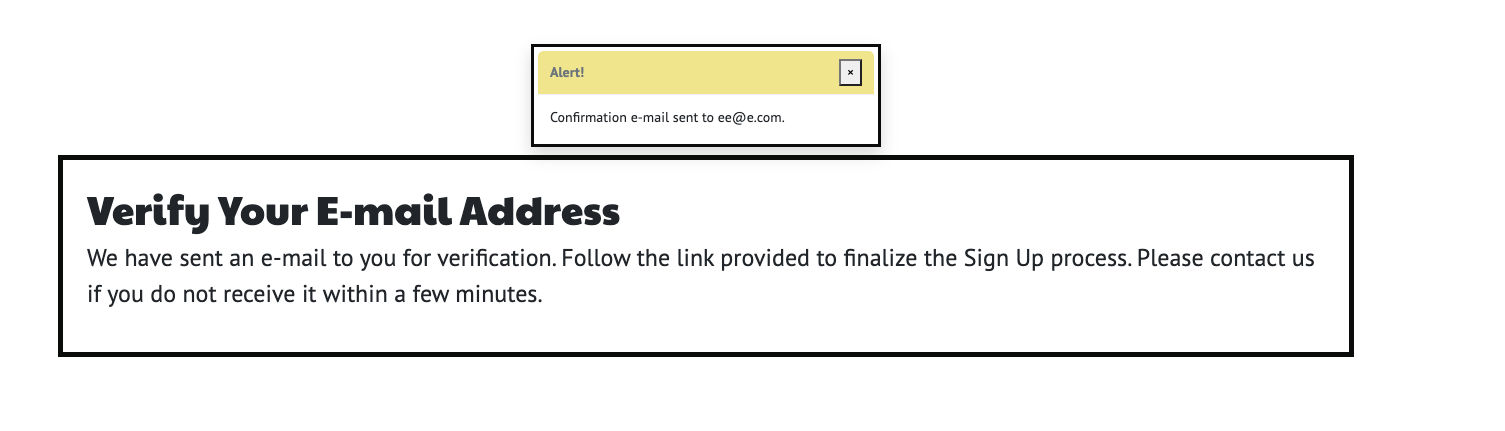 Alert!
×
Confirmation e-mail sent to ee@e.com.
Verify Your E-mail Address
We have sent an e-mail to you for verification. Follow the link provided to finalize the Sign Up process. Please contact us
if you do not receive it within a few minutes.